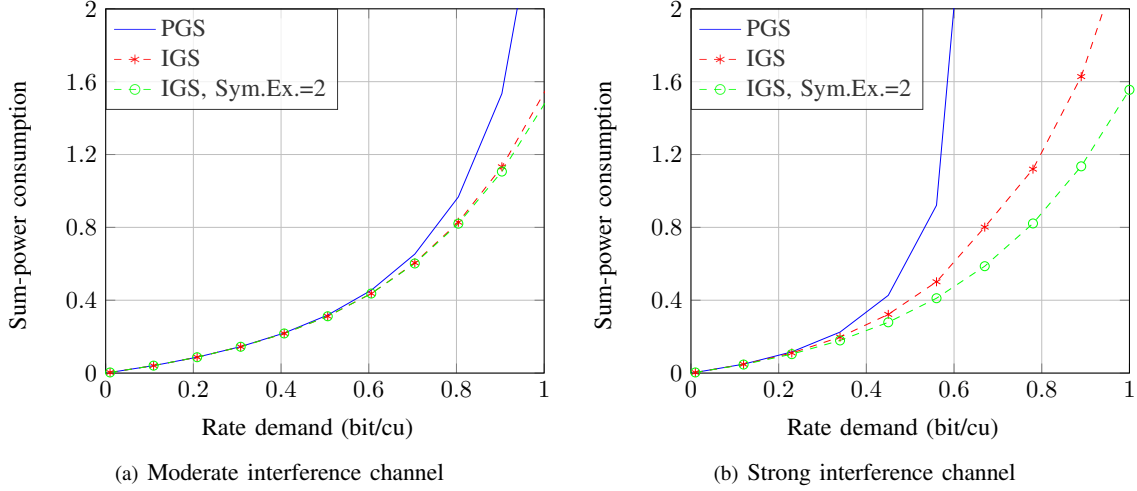 PGS
IGS
IGS, Sym.Ex.=2
2
1.6
1.2
0.8
0.4
0
0
0.2
0.4
0.6
0.8
1
Sum-power consumption
Rate demand (bit/cu)
(a) Moderate interference channel
PGS
IGS
IGS, Sym.Ex.=2
2
1.6
1.2
0.8
0.4
0
0
0.2
0.4
0.6
0.8
1
Sum-power consumption
Rate demand (bit/cu)
(b) Strong interference channel